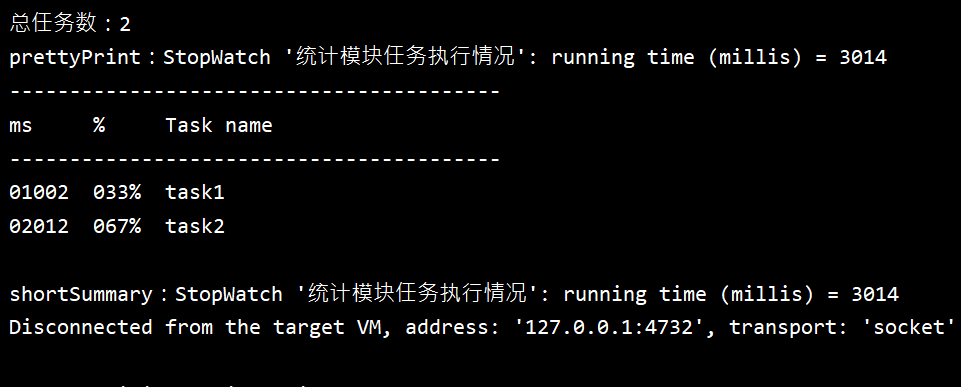 总任务数：2
prettyPrint：StopWatch '统计模块任务执行情况': running time (millis) = 3014
-----------------------------------------
ms     %     Task name
-----------------------------------------
01002  033%  task1
02012  067%  task2
shortSummary：StopWatch '统计模块任务执行情况': running time (millis) = 3014
Disconnected from the target VM, address: '127.0.0.1:4732', transport: 'socket'